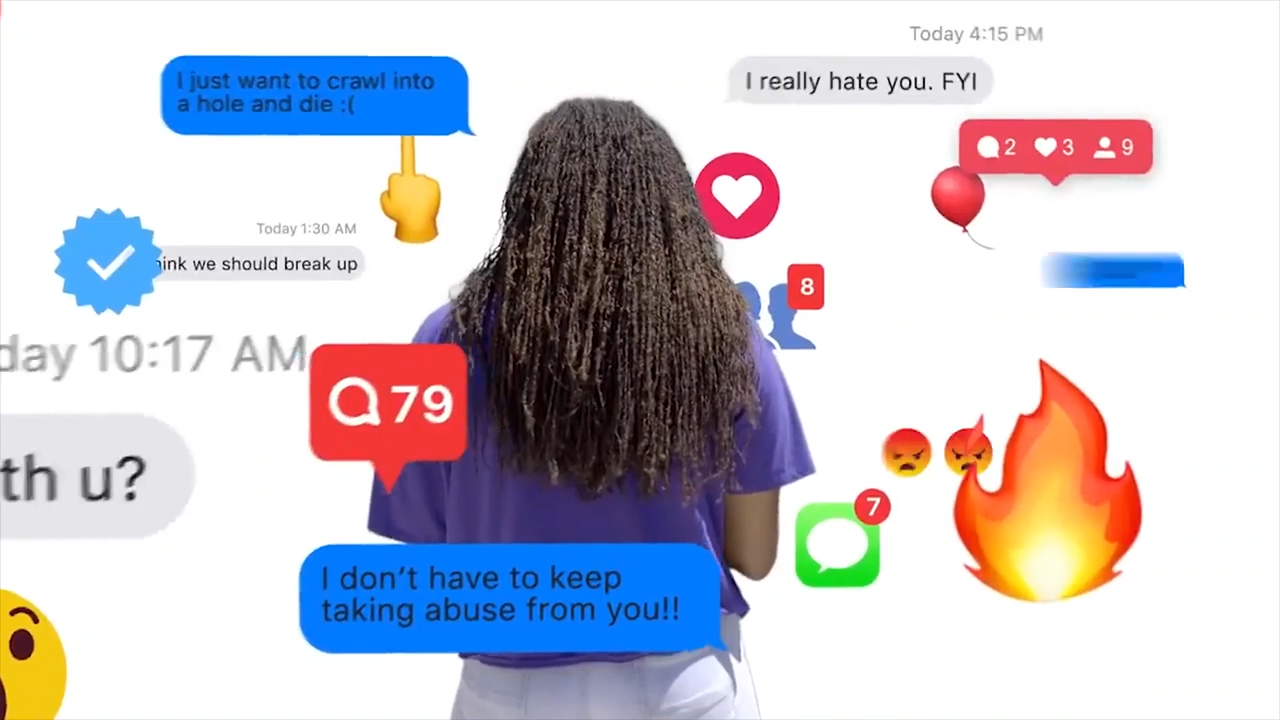 Today 4:15 PM
I just want to crawl into
a hole and die :(
I really hate you. FYI
2 3 9
Today 1:30 AM
ink we should break up
8
day 10:17 AM
79
th u?
7
I don't have to keep
taking abuse from you!!